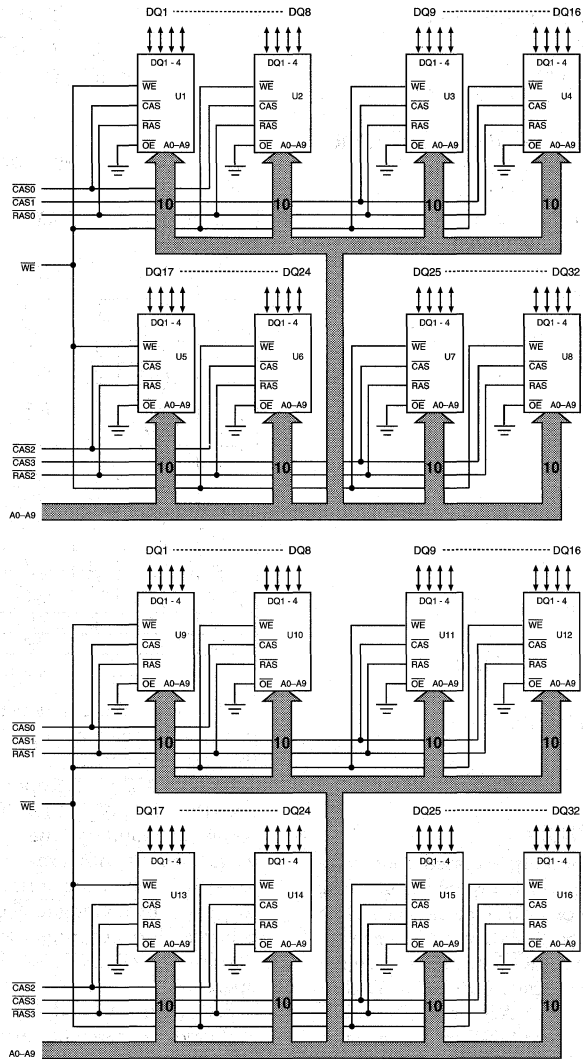 DQ1 DQ8 DQ9 DQ16
DQ1 - 4 DQ1 - 4 DQ1 - 4 DQ1 - 4
WE U1 WE U2 WE U3 WE U4
CAS CAS CAS CAS
RAS RAS RAS RAS
OE A0–A9 OE A0–A9 OE A0–A9 OE A0–A9
CAS0
CAS1
RAS0
10 10 10 10
WE
DQ17 DQ24 DQ25 DQ32
DQ1 - 4 DQ1 - 4 DQ1 - 4 DQ1 - 4
WE U5 WE U6 WE U7 WE U8
CAS CAS CAS CAS
RAS RAS RAS RAS
OE A0–A9 OE A0–A9 OE A0–A9 OE A0–A9
CAS2
CAS3
RAS2
10 10 10 10
A0–A9
DQ1 DQ8 DQ9 DQ16
DQ1 - 4 DQ1 - 4 DQ1 - 4 DQ1 - 4
WE U9 WE U10 WE U11 WE U12
CAS CAS CAS CAS
RAS RAS RAS RAS
OE A0–A9 OE A0–A9 OE A0–A9 OE A0–A9
CAS0
CAS1
RAS1
10 10 10 10
WE
DQ17 DQ24 DQ25 DQ32
DQ1 - 4 DQ1 - 4 DQ1 - 4 DQ1 - 4
WE U13 WE U14 WE U15 WE U16
CAS CAS CAS CAS
RAS RAS RAS RAS
OE A0–A9 OE A0–A9 OE A0–A9 OE A0–A9
CAS2
CAS3
RAS3
10 10 10 10
A0–A9